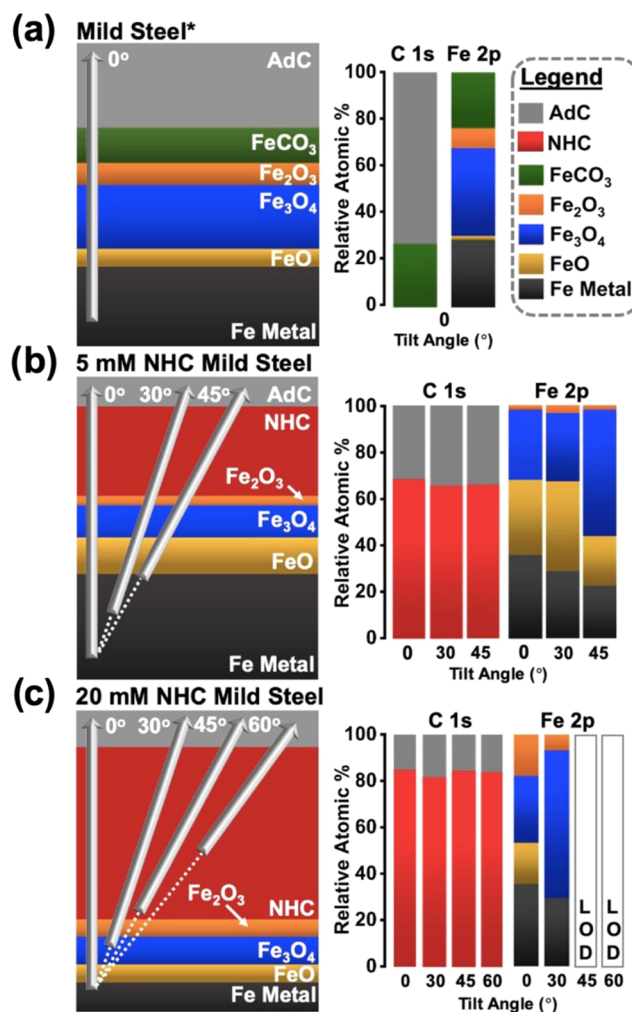 (a) Mild Steel*
0° AdC
FeCO3
Fe2O3
Fe3O4
FeO
Fe Metal
C 1s Fe 2p
Relative Atomic %
100
80
60
40
20
0
0
Tilt Angle (°)
Legend
AdC
NHC
FeCO3
Fe2O3
Fe3O4
FeO
Fe Metal
(b) 5 mM NHC Mild Steel
0° 30° 45° AdC
NHC
Fe2O3
Fe3O4
FeO
Fe Metal
C 1s Fe 2p
Relative Atomic %
100
80
60
40
20
0
0 30 45 0 30 45
Tilt Angle (°)
(c) 20 mM NHC Mild Steel
0° 30° 45° 60°
NHC
Fe2O3
Fe3O4
FeO
Fe Metal
C 1s Fe 2p
Relative Atomic %
100
80
60
40
20
0
LOD
LOD
0 30 45 60 0 30 45 60
Tilt Angle (°)